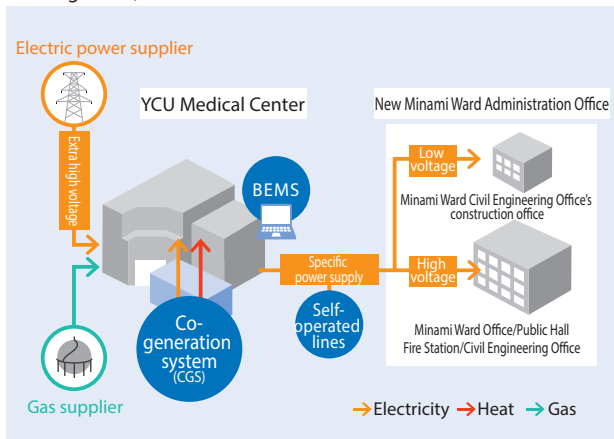 Electric power supplier
YCU Medical Center
New Minami Ward Administration Office
Extra high voltage
BEMS
Low
voltage
Minami Ward Civil Engineering Office's
construction office
Specific
power supply
High
voltage
Self-
operated
lines
Co-
generation
system
(CGS)
Minami Ward Office/Public Hall
Fire Station/Civil Engineering Office
Gas supplier
Electricity Heat Gas